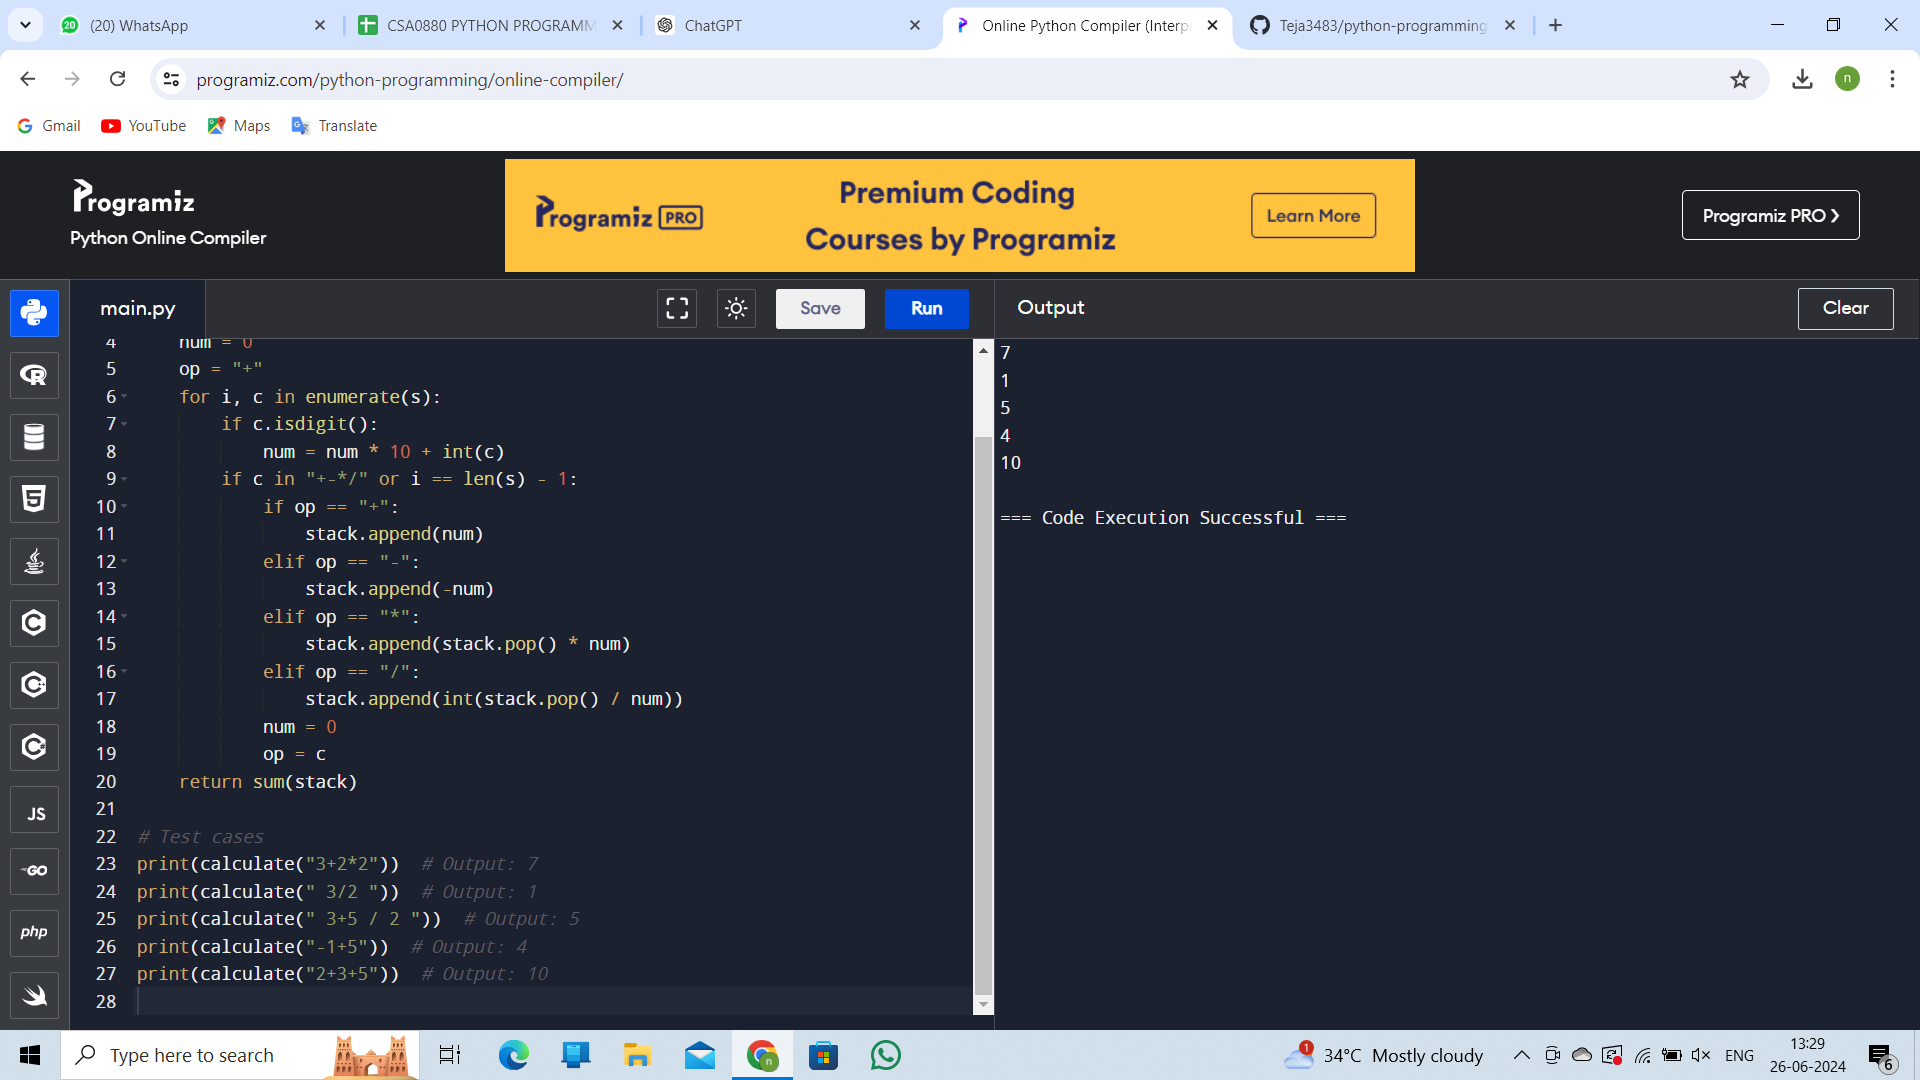 (20) WhatsApp
CSA0880 PYTHON PROGRAMM
ChatGPT
Online Python Compiler (Interp
Teja3483/python-programming
programiz.com/python-programming/online-compiler/
n
Gmail
YouTube
Maps
Translate
Programiz
Python Online Compiler
Programiz PRO
Premium Coding
Courses by Programiz
Learn More
Programiz PRO ❯
main.py
Save
Run
Output
Clear
JS
GO
php
4 num = 0
5 op = "+"
6 for i, c in enumerate(s):
7 if c.isdigit():
8 num = num * 10 + int(c)
9 if c in "+-*/" or i == len(s) - 1:
10 if op == "+":
11 stack.append(num)
12 elif op == "-":
13 stack.append(-num)
14 elif op == "*":
15 stack.append(stack.pop() * num)
16 elif op == "/":
17 stack.append(int(stack.pop() / num))
18 num = 0
19 op = c
20 return sum(stack)
21
22 # Test cases
23 print(calculate("3+2*2"))  # Output: 7
24 print(calculate(" 3/2 "))  # Output: 1
25 print(calculate(" 3+5 / 2 "))  # Output: 5
26 print(calculate("-1+5"))  # Output: 4
27 print(calculate("2+3+5"))  # Output: 10
28
7
1
5
4
10
=== Code Execution Successful ===
Type here to search
1
34°C Mostly cloudy
ENG
13:29
26-06-2024
6